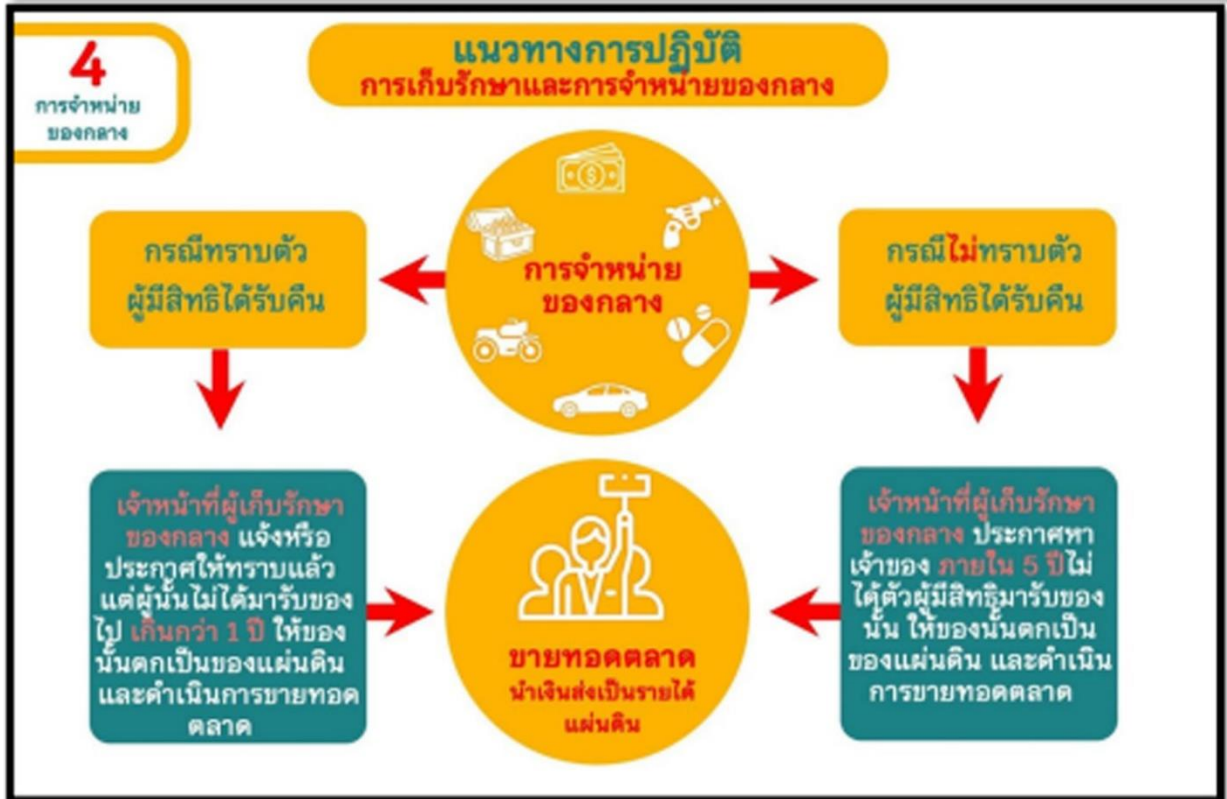 4
การจำหน่าย
ของกลาง
แนวทางการปฏิบัติ
การเก็บรักษาและการจำหน่ายของกลาง
กรณีทราบตัว
ผู้มีสิทธิได้รับคืน
การจำหน่าย
ของกลาง
กรณีไม่ทราบตัว
ผู้มีสิทธิได้รับคืน
เจ้าหน้าที่ผู้เก็บรักษา
ของกลาง แจ้งหรือ
ประกาศให้ทราบแล้ว
แต่ผู้นั้นไม่ได้มารับของ
ไป เกินกว่า 1 ปี ให้ของ
นั้นตกเป็นของแผ่นดิน
และดำเนินการขายทอด
ตลาด
ขายทอดตลาด
นำเงินส่งเป็นรายได้
แผ่นดิน
เจ้าหน้าที่ผู้เก็บรักษา
ของกลาง ประกาศหา
เจ้าของ ภายใน 5 ปีไม่
ได้ตัวผู้มีสิทธิมารับของ
นั้น ให้ของนั้นตกเป็น
ของแผ่นดิน และดำเนิน
การขายทอดตลาด